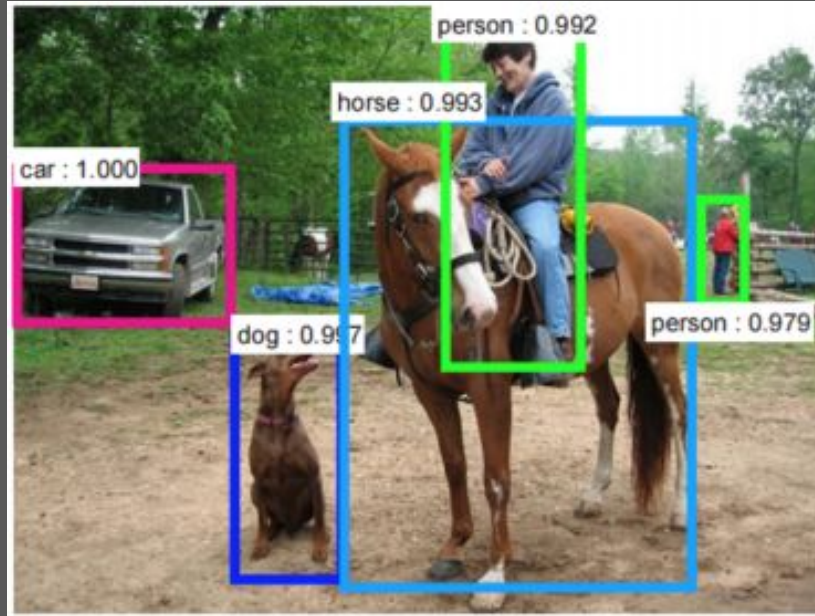 person : 0.992
horse : 0.993
car : 1.000
person : 0.979
dog : 0.997